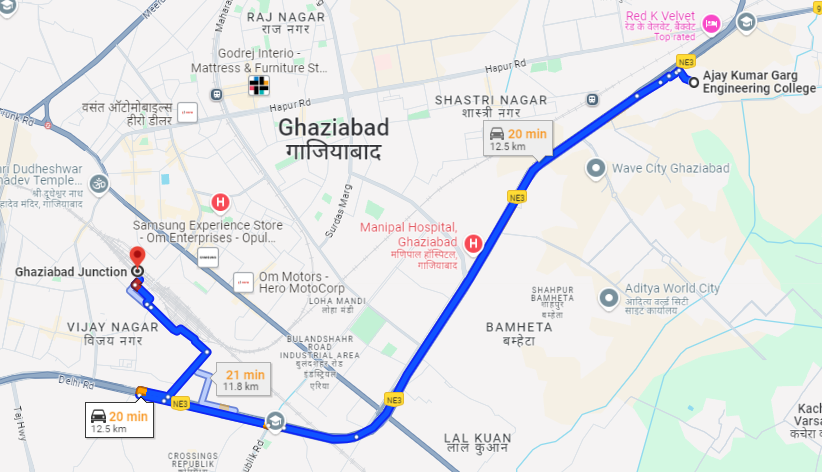 RAJ NAGAR
राज नगर
Red K Velvet
रेड के वेलवेट, बैंक्वेट
Top rated
Godrej Interio -
Mattress & Furniture St...
Hapur Rd
NE3
Ajay Kumar Garg
Engineering College
वसंत ऑटोमोबाइल्स
हीरो डीलर
Hapur Rd
SHASTRI NAGAR
शास्त्री नगर
Ghaziabad
गाजियाबाद
20 min
12.5 km
Wave City Ghaziabad
Dudheshwar
Temple...
श्री दूधेश्वर नाथ
मंदिर, गाजियाबाद
NE3
Surdas Marg
Samsung Experience Store
- Om Enterprises - Opul...
Manipal Hospital,
Ghaziabad
मणिपाल हॉस्पिटल,
गाजियाबाद
Ghaziabad Junction
Om Motors -
Hero MotoCorp
LOHA MANDI
लोहा मंडी
SHAHPUR
BAMHETA
शाहपुर
बम्हेटा
Aditya World City
आदित्य वर्ल्ड सिटी
साइट कार्यालय
VIJAY NAGAR
विजय नगर
BULANDSHAHR
ROAD
INDUSTRIAL AREA
बुलंदशहर रोड
इंडस्ट्रियल
एरिया
BAMHETA
बम्हेटा
Delhi Rd
21 min
11.8 km
NE3
NE3
20 min
12.5 km
Taj Hwy
LAL KUAN
लाल कुआन
CROSSINGS
REPUBLIK